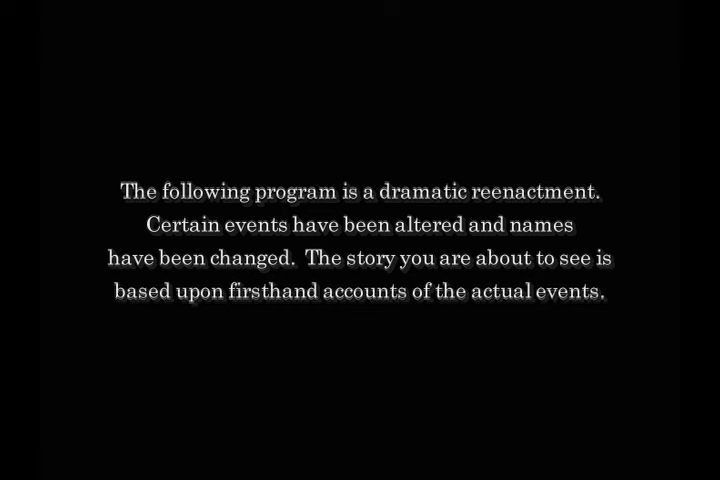 The following program is a dramatic reenactment.
Certain events have been altered and names
have been changed.  The story you are about to see is
based upon firsthand accounts of the actual events.